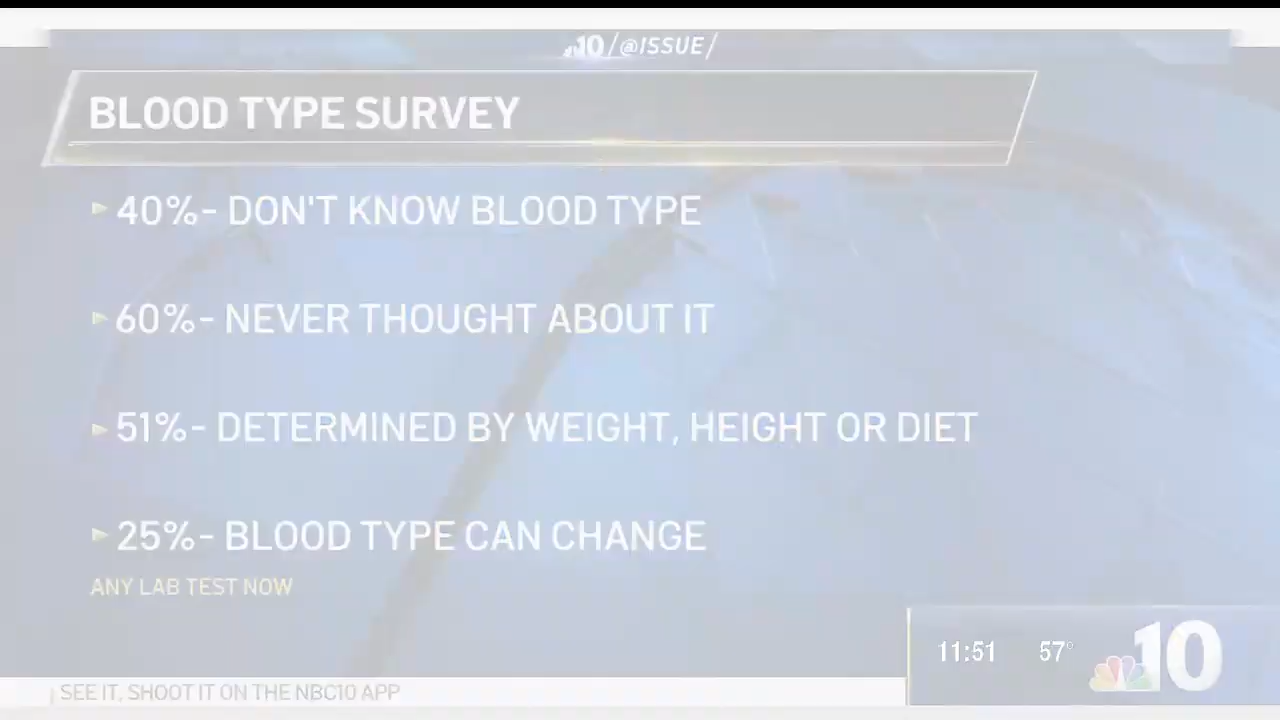 10/@ISSUE/
BLOOD TYPE SURVEY
40%- DON'T KNOW BLOOD TYPE
60%- NEVER THOUGHT ABOUT IT
51%- DETERMINED BY WEIGHT, HEIGHT OR DIET
25%- BLOOD TYPE CAN CHANGE
ANY LAB TEST NOW
11:51 57° 10
SEE IT, SHOOT IT ON THE NBC10 APP